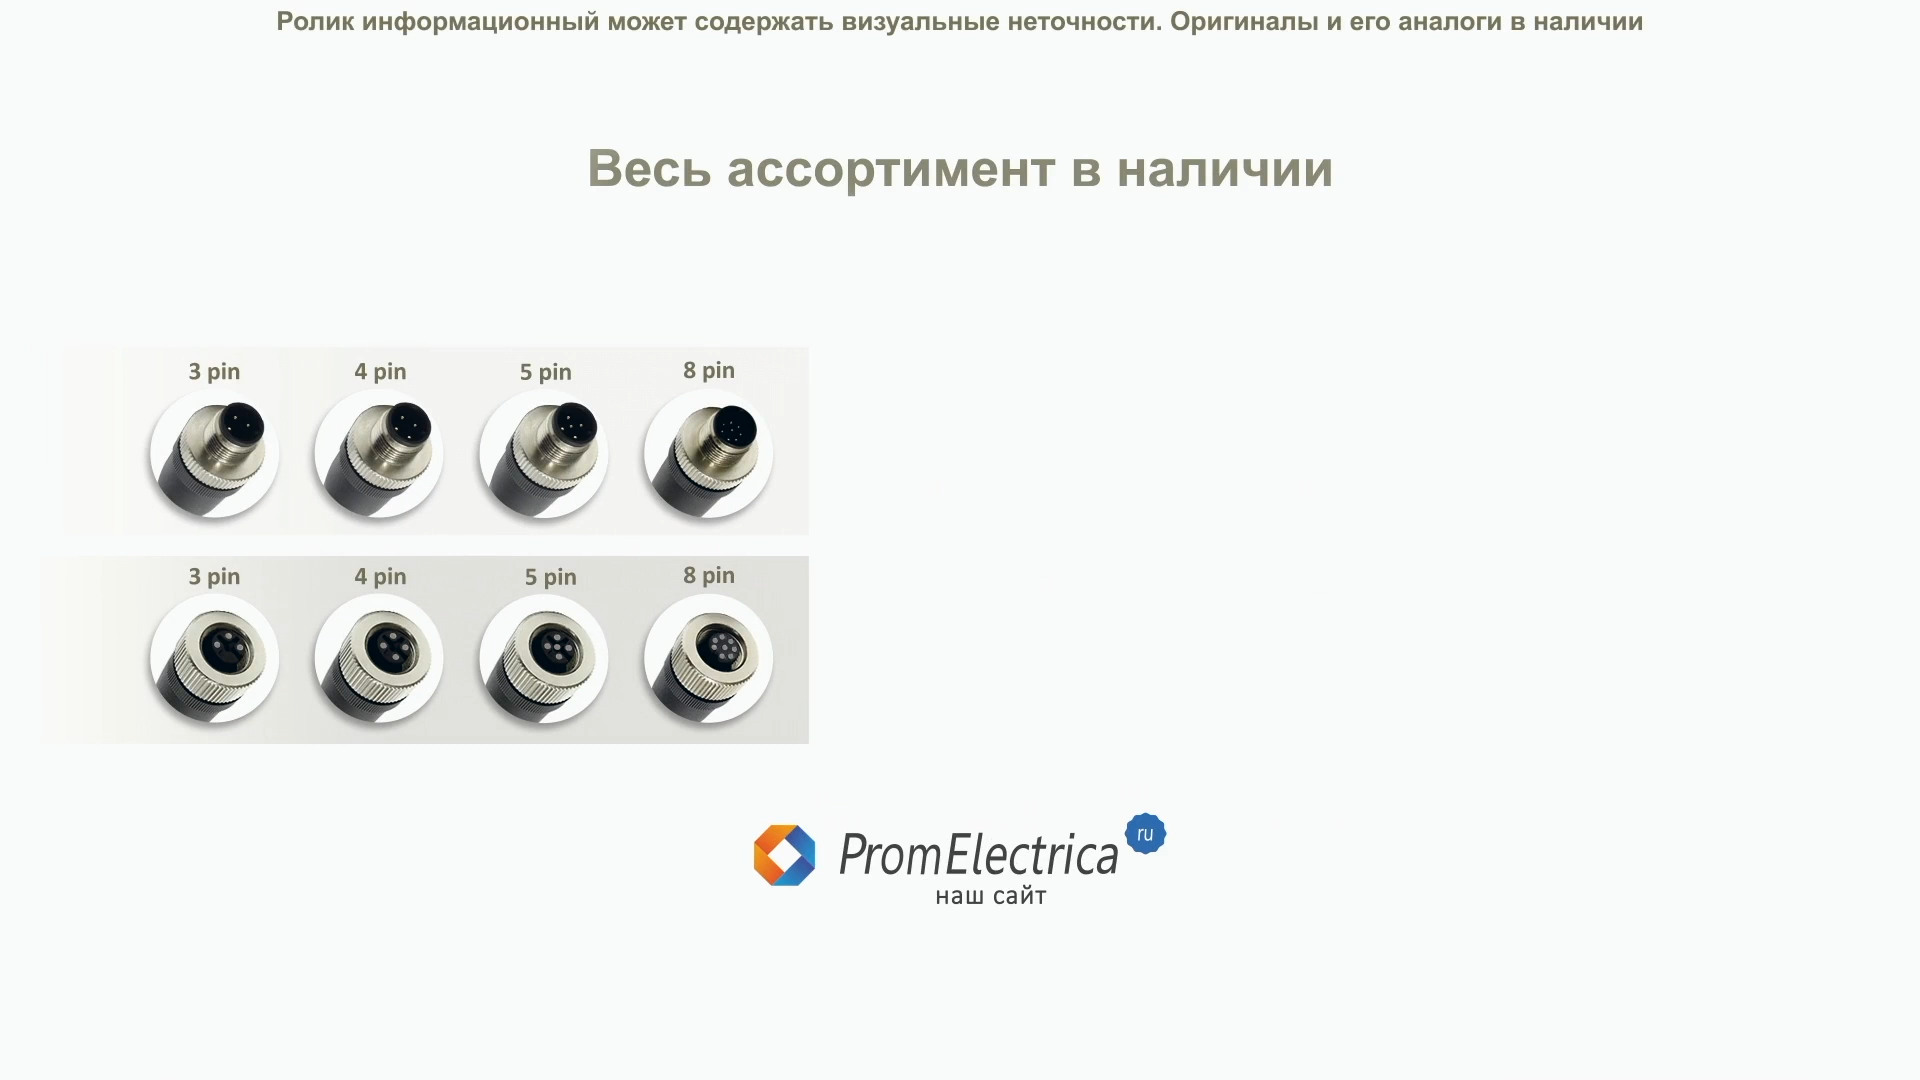 Ролик информационный может содержать визуальные неточности. Оригиналы и его аналоги в наличии
Весь ассортимент в наличии
3 pin 4 pin 5 pin 8 pin
3 pin 4 pin 5 pin 8 pin
PromElectrica ru
наш сайт